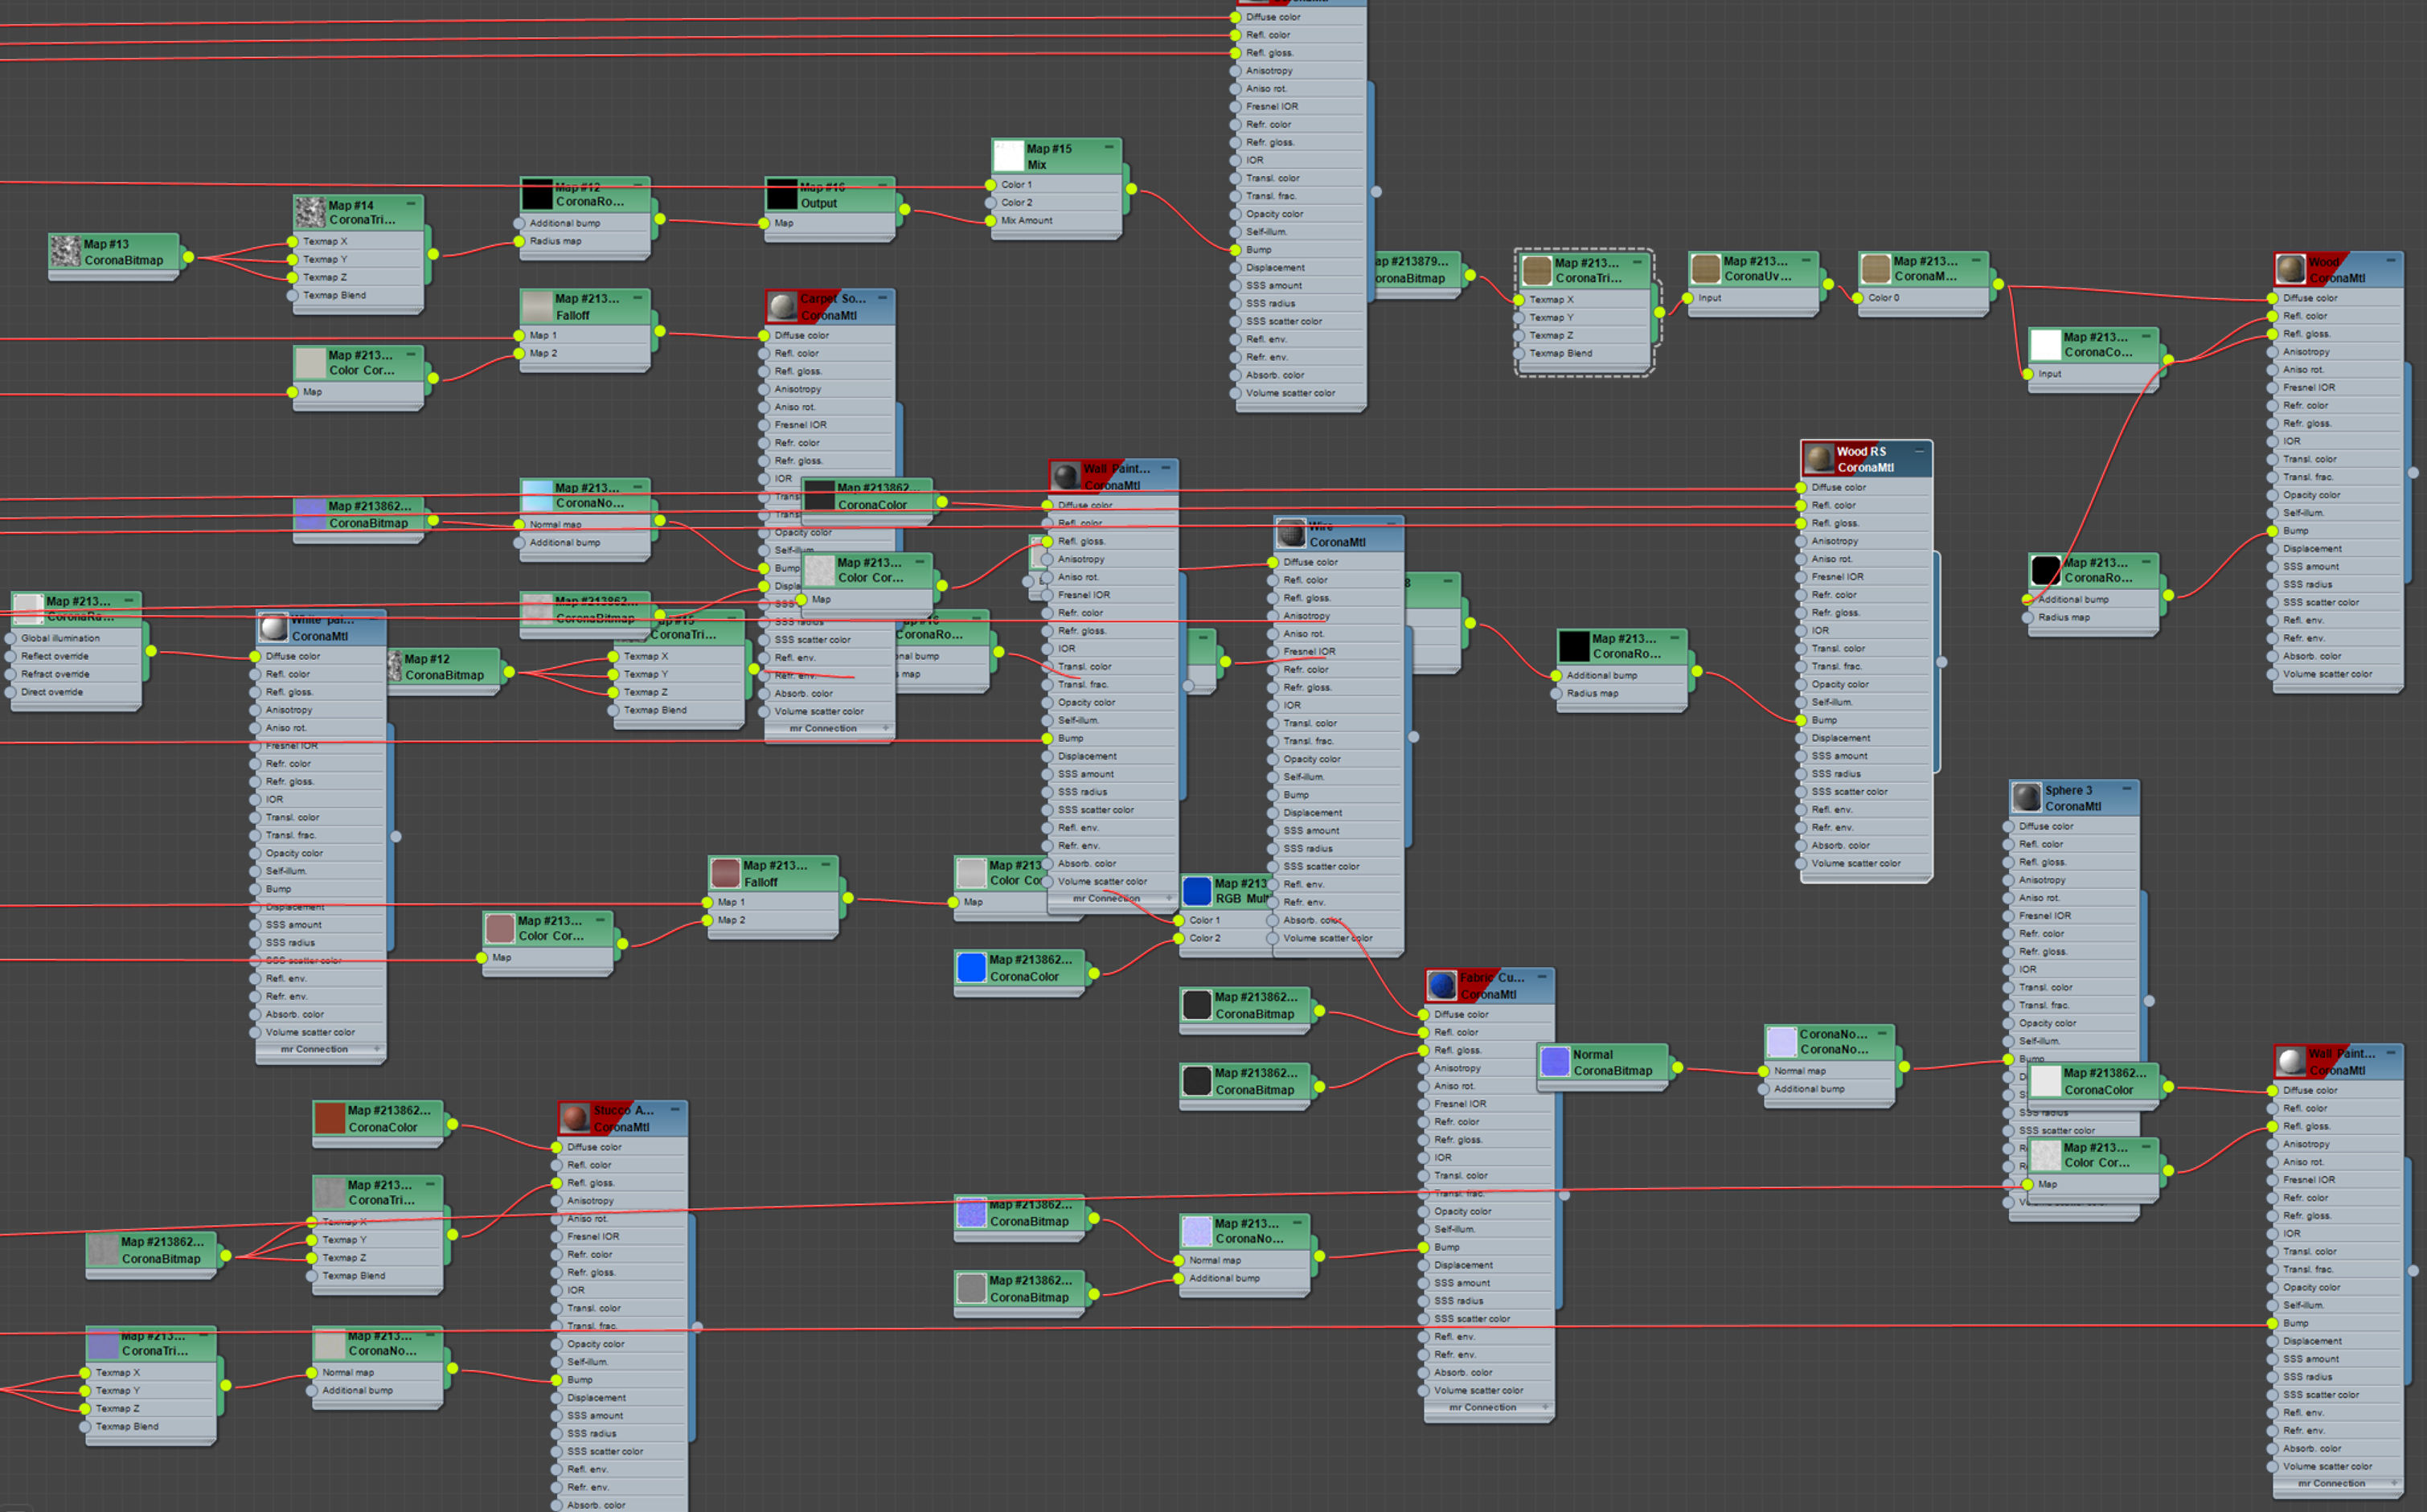 CoronaMtl
Diffuse color
Refl. color
Refl. gloss.
Anisotropy
Aniso rot.
Fresnel IOR
Refr. color
Refr. gloss.
IOR
Transl. color
Transl. frac.
Opacity color
Self-illum.
Bump
Displacement
SSS amount
SSS radius
SSS scatter color
Refl. env.
Refr. env.
Absorb. color
Volume scatter color
Map #15
Mix
Color 1
Color 2
Mix Amount
Map #13
CoronaBitmap
Map #14
CoronaTri...
Texmap X
Texmap Y
Texmap Z
Texmap Blend
Map #12
CoronaRo...
Additional bump
Radius map
Map #16
Output
Map
Map #213...
Falloff
Map 1
Map 2
Map #213...
Color Cor...
Map
Carpet So...
CoronaMtl
Diffuse color
Refl. color
Refl. gloss.
Anisotropy
Aniso rot.
Fresnel IOR
Refr. color
Refr. gloss.
IOR
Opacity color
Self-illum.
Bump
SSS radius
SSS scatter color
Refl. env.
Refr. env.
Absorb. color
Volume scatter color
mr Connection
ap #213879...
oronaBitmap
Map #213...
CoronaTri...
Texmap X
Texmap Y
Texmap Z
Texmap Blend
Map #213...
CoronaUv...
Input
Map #213...
CoronaM...
Color 0
Map #213...
CoronaCo...
Input
Wood
CoronaMtl
Diffuse color
Refl. color
Refl. gloss.
Anisotropy
Aniso rot.
Fresnel IOR
Refr. color
Refr. gloss.
IOR
Transl. color
Transl. frac.
Opacity color
Self-illum.
Bump
Displacement
SSS amount
SSS radius
SSS scatter color
Refl. env.
Refr. env.
Absorb. color
Volume scatter color
Map #213...
CoronaRo...
Additional bump
Radius map
Map #213862...
CoronaBitmap
Map #213...
CoronaNo...
Normal map
Additional bump
Map #213862...
CoronaColor
Map #213...
Color Cor...
Map
Map #213862...
CoronaBitmap
Wall Paint...
CoronaMtl
Diffuse color
Refl. color
Refl. gloss.
Anisotropy
Aniso rot.
Fresnel IOR
Refr. color
Refr. gloss.
IOR
Transl. color
Transl. frac.
Opacity color
Self-illum.
Bump
Displacement
SSS amount
SSS radius
SSS scatter color
Refl. env.
Refr. env.
Absorb. color
Volume scatter color
mr Connection
Wire
CoronaMtl
Diffuse color
Refl. color
Refl. gloss.
Anisotropy
Aniso rot.
Fresnel IOR
Refr. color
Refr. gloss.
IOR
Transl. color
Transl. frac.
Opacity color
Self-illum.
Bump
Displacement
SSS amount
SSS radius
SSS scatter color
Refl. env.
Refr. env.
Absorb. color
Volume scatter color
Map #213...
CoronaRo...
Additional bump
Radius map
Wood RS
CoronaMtl
Diffuse color
Refl. color
Refl. gloss.
Anisotropy
Aniso rot.
Fresnel IOR
Refr. color
Refr. gloss.
IOR
Transl. color
Transl. frac.
Opacity color
Self-illum.
Bump
Displacement
SSS amount
SSS radius
SSS scatter color
Refl. env.
Refr. env.
Absorb. color
Volume scatter color
Map #213...
CoronaRa...
Global illumination
Reflect override
Refract override
Direct override
White pai...
CoronaMtl
Diffuse color
Refl. color
Refl. gloss.
Anisotropy
Aniso rot.
Fresnel IOR
Refr. color
Refr. gloss.
IOR
Transl. color
Transl. frac.
Opacity color
Self-illum.
Bump
Displacement
SSS amount
SSS radius
SSS scatter color
Refl. env.
Refr. env.
Absorb. color
Volume scatter color
mr Connection
Map #12
CoronaBitmap
CoronaTri...
Texmap X
Texmap Y
Texmap Z
Texmap Blend
CoronaRo...
nal bump
s map
Map #213...
Falloff
Map 1
Map 2
Map #213...
Color Cor...
Map
Map #213
Color Co
Map
Map #213
RGB Mul
Color 1
Color 2
Map #213862...
CoronaColor
Map #213862...
CoronaBitmap
Map #213862...
CoronaBitmap
Fabric Cu...
CoronaMtl
Diffuse color
Refl. color
Refl. gloss.
Anisotropy
Aniso rot.
Fresnel IOR
Refr. color
Refr. gloss.
IOR
Transl. color
Transl. frac.
Opacity color
Self-illum.
Bump
Displacement
SSS amount
SSS radius
SSS scatter color
Refl. env.
Refr. env.
Absorb. color
Volume scatter color
mr Connection
Normal
CoronaBitmap
CoronaNo...
CoronaNo...
Normal map
Additional bump
Sphere 3
CoronaMtl
Diffuse color
Refl. color
Refl. gloss.
Anisotropy
Aniso rot.
Fresnel IOR
Refr. color
Refr. gloss.
IOR
Transl. color
Transl. frac.
Opacity color
Self-illum.
Bump
SSS radius
SSS scatter color
Map #213862...
CoronaColor
Map #213...
Color Cor...
Map
Wall Paint...
CoronaMtl
Diffuse color
Refl. color
Refl. gloss.
Anisotropy
Aniso rot.
Fresnel IOR
Refr. color
Refr. gloss.
IOR
Transl. color
Transl. frac.
Opacity color
Self-illum.
Bump
Displacement
SSS amount
SSS radius
SSS scatter color
Refl. env.
Refr. env.
Absorb. color
Volume scatter color
mr Connection
Map #213862...
CoronaColor
Map #213...
CoronaTri...
Texmap X
Texmap Y
Texmap Z
Texmap Blend
Map #213862...
CoronaBitmap
Map #213...
CoronaTri...
Texmap X
Texmap Y
Texmap Z
Texmap Blend
Map #213...
CoronaNo...
Normal map
Additional bump
Stucco A...
CoronaMtl
Diffuse color
Refl. color
Refl. gloss.
Anisotropy
Aniso rot.
Fresnel IOR
Refr. color
Refr. gloss.
IOR
Transl. color
Transl. frac.
Opacity color
Self-illum.
Bump
Displacement
SSS amount
SSS radius
SSS scatter color
Refl. env.
Refr. env.
Absorb. color
Map #213862...
CoronaBitmap
Map #213862...
CoronaBitmap
Map #213...
CoronaNo...
Normal map
Additional bump